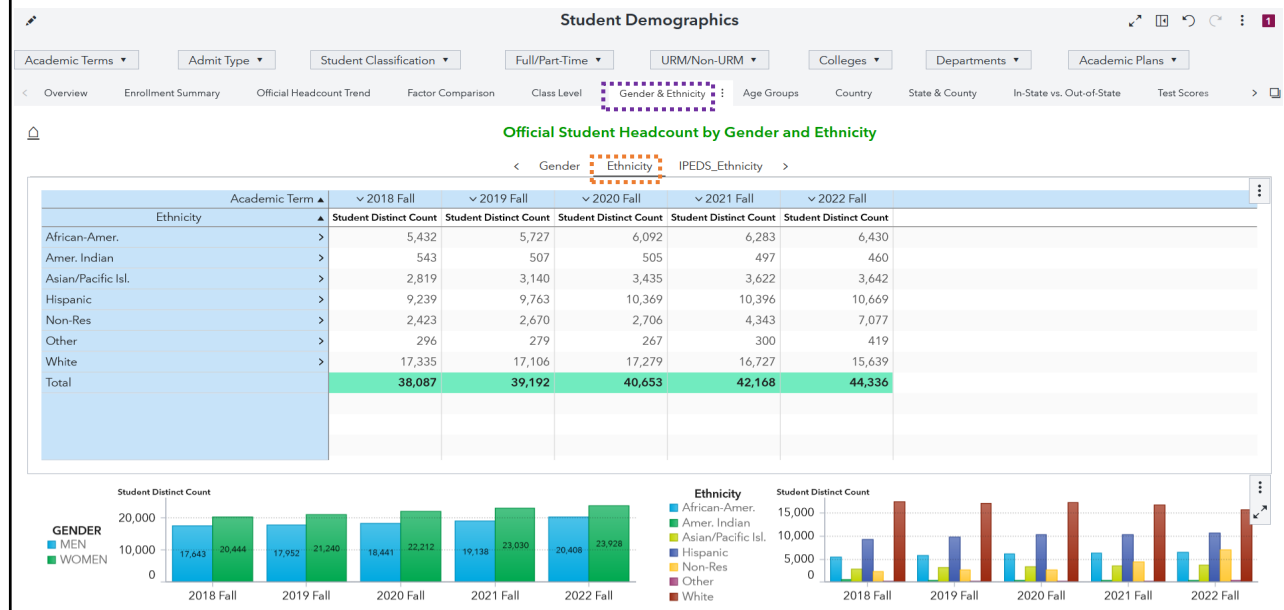 Student Demographics
1
Academic Terms Admit Type Student Classification Full/Part-Time URM/Non-URM Colleges Departments Academic Plans
Overview Enrollment Summary Official Headcount Trend Factor Comparison Class Level Gender & Ethnicity Age Groups Country State & County In-State vs. Out-of-State Test Scores
Official Student Headcount by Gender and Ethnicity
Gender Ethnicity IPEDS_Ethnicity
Academic Term 2018 Fall 2019 Fall 2020 Fall 2021 Fall 2022 Fall
Ethnicity Student Distinct Count Student Distinct Count Student Distinct Count Student Distinct Count Student Distinct Count
African-Amer. 5,432 5,727 6,092 6,283 6,430
Amer. Indian 543 507 505 497 460
Asian/Pacific Isl. 2,819 3,140 3,435 3,622 3,642
Hispanic 9,239 9,763 10,369 10,396 10,669
Non-Res 2,423 2,670 2,706 4,343 7,077
Other 296 279 267 300 419
White 17,335 17,106 17,279 16,727 15,639
Total 38,087 39,192 40,653 42,168 44,336
Student Distinct Count
GENDER
MEN
WOMEN
20,000
10,000
0
17,643 20,444 17,952 21,240 18,441 22,212 19,138 23,030 20,408 23,928
2018 Fall 2019 Fall 2020 Fall 2021 Fall 2022 Fall
Ethnicity
African-Amer.
Amer. Indian
Asian/Pacific Isl.
Hispanic
Non-Res
Other
White
Student Distinct Count
15,000
10,000
5,000
0
2018 Fall 2019 Fall 2020 Fall 2021 Fall 2022 Fall